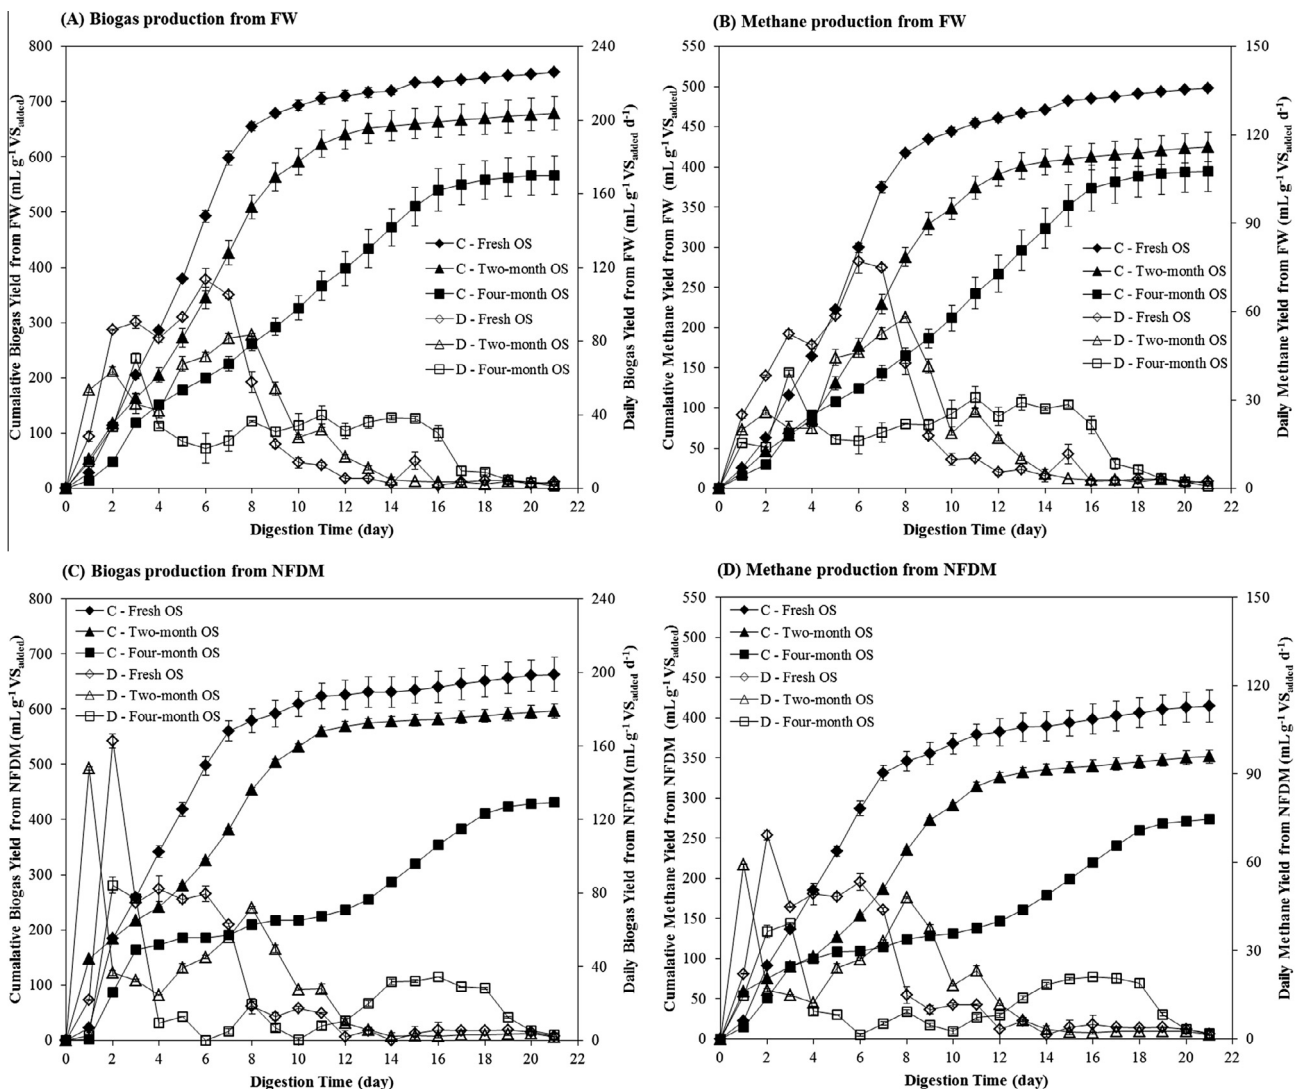 (A) Biogas production from FW
800
700
600
500
400
300
200
100
0
240
200
160
120
80
40
0
0 2 4 6 8 10 12 14 16 18 20 22
Cumulative Biogas Yield from FW (mL g-1 VSadded)
Daily Biogas Yield from FW (mL g-1 VSadded d-1)
Digestion Time (day)
C - Fresh OS
C - Two-month OS
C - Four-month OS
D - Fresh OS
D - Two-month OS
D - Four-month OS
(B) Methane production from FW
550
500
450
400
350
300
250
200
150
100
50
0
150
120
90
60
30
0
0 2 4 6 8 10 12 14 16 18 20 22
Cumalative Methane Yield from FW (mL g-1 VSadded)
Daily Methane Yield from FW (mL g-1 VSadded d-1)
Digestion Time (day)
C - Fresh OS
C - Two-month OS
C - Four-month OS
D - Fresh OS
D - Two-month OS
D - Four-month OS
(C) Biogas production from NFDM
800
700
600
500
400
300
200
100
0
240
200
160
120
80
40
0
0 2 4 6 8 10 12 14 16 18 20 22
Cumalative Biogas Yield from NFDM (mL g-1 VSadded)
Daily Biogas Yield from NFDM (mL g-1 VSadded d-1)
Digestion Time (day)
C - Fresh OS
C - Two-month OS
C - Four-month OS
D - Fresh OS
D - Two-month OS
D - Four-month OS
(D) Methane production from NFDM
550
500
450
400
350
300
250
200
150
100
50
0
150
120
90
60
30
0
0 2 4 6 8 10 12 14 16 18 20 22
Cumalative Methane Yield from NFDM (mL g-1 VSadded)
Daily Methane Yield from NFDM (mL g-1 VSadded d-1)
Digestion Time (day)
C - Fresh OS
C - Two-month OS
C - Four-month OS
D - Fresh OS
D - Two-month OS
D - Four-month OS